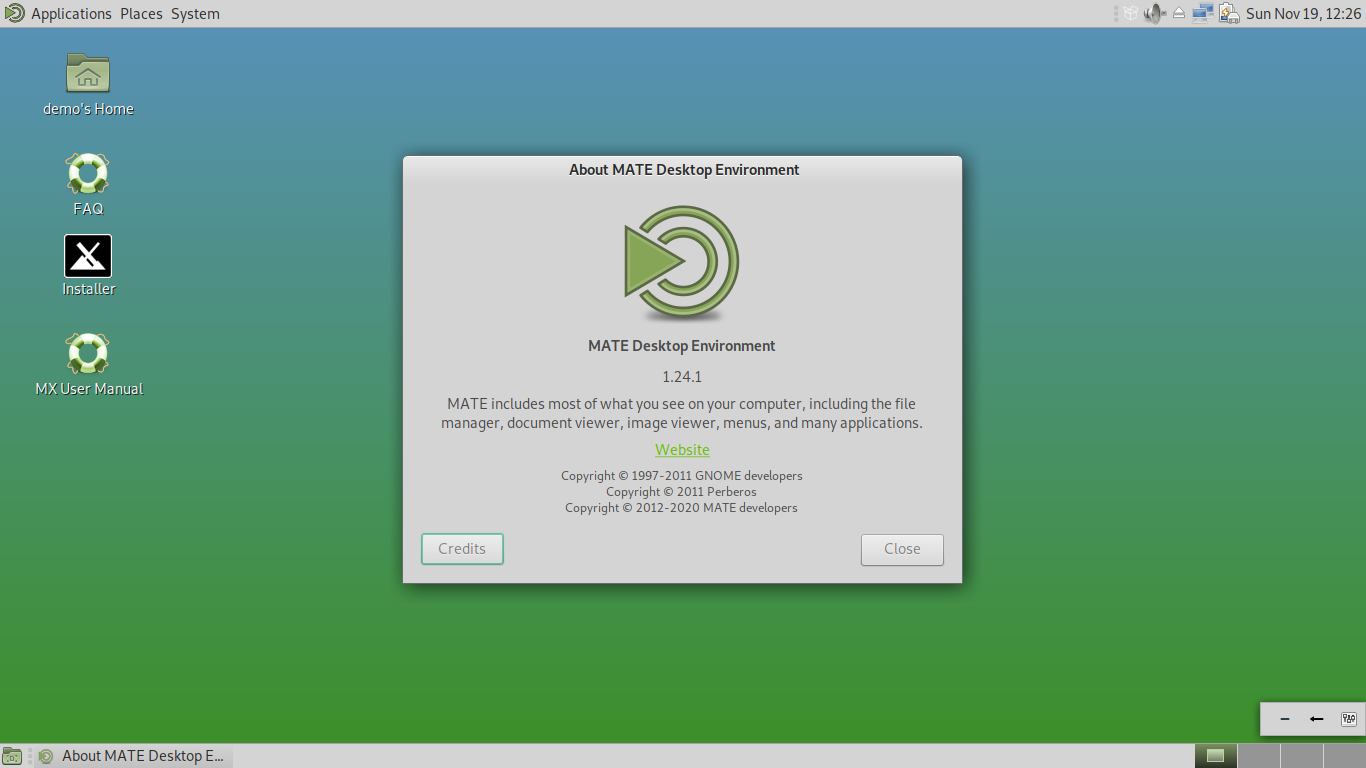 Applications Places System
Sun Nov 19, 12:26
demo's Home
FAQ
Installer
MX User Manual
About MATE Desktop Environment
MATE Desktop Environment
1.24.1
MATE includes most of what you see on your computer, including the file
manager, document viewer, image viewer, menus, and many applications.
Website
Copyright © 1997-2011 GNOME developers
Copyright © 2011 Perberos
Copyright © 2012-2020 MATE developers
Credits
Close
About MATE Desktop E...